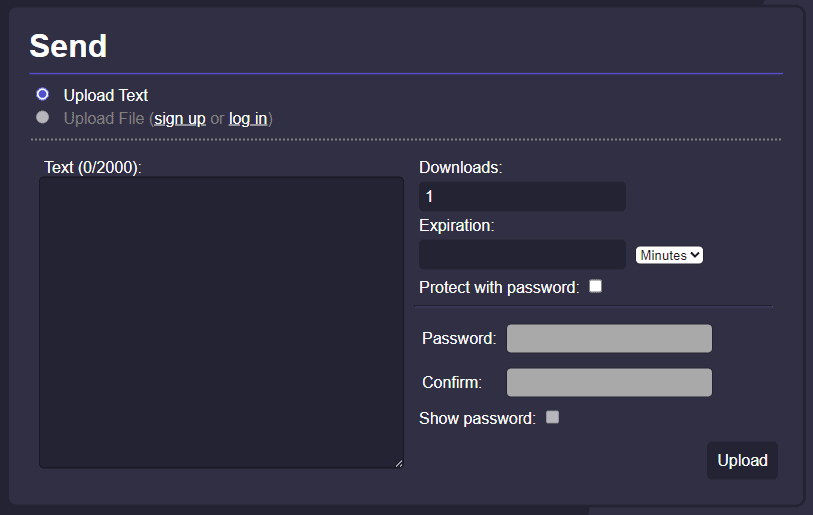 Send
Upload Text
Upload File (sign up or log in)
Text (0/2000):
Downloads:
1
Expiration:
Minutes
Protect with password:
Password:
Confirm:
Show password:
Upload